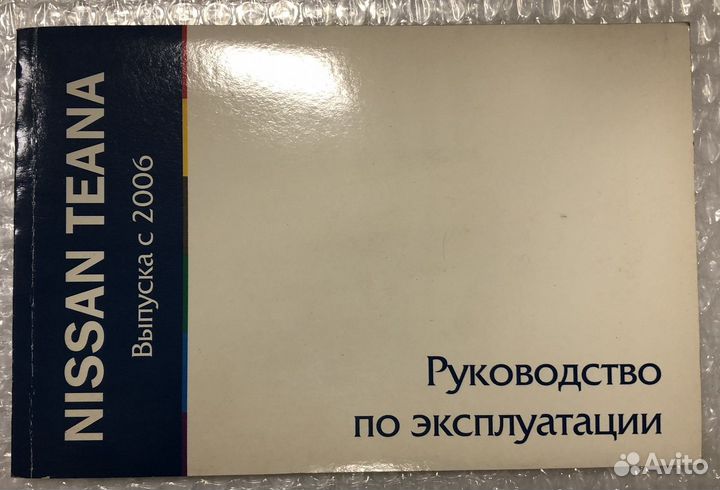 NISSAN TEANA
Выпуска с 2006
Руководство
по эксплуатации
Avito